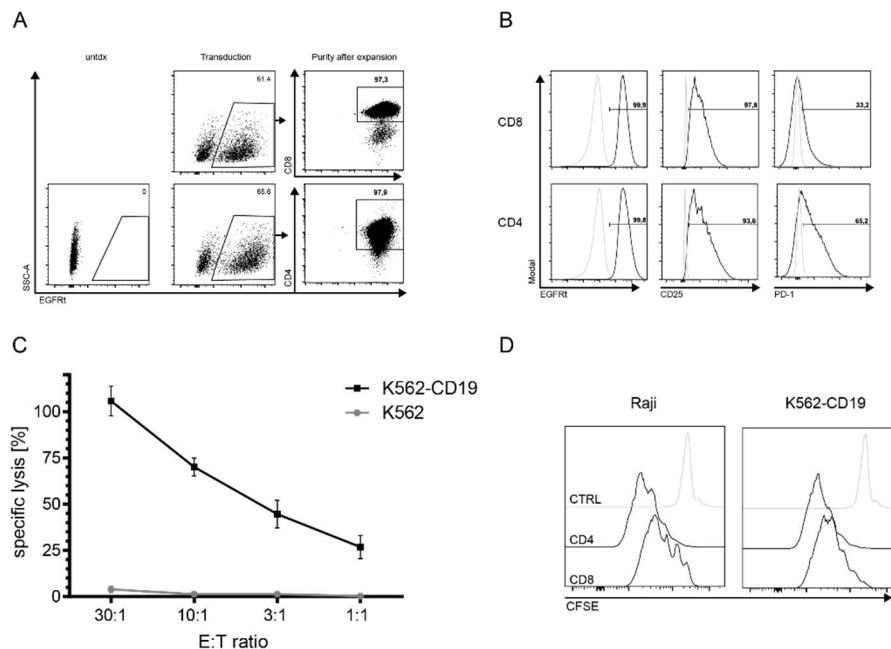 A
untdx Transduction Purity after expansion
61.4
97,3
CD8
0
65.6
97,9
CD4
SSC-A
EGFRt
B
CD8
99,9
97,8
33,2
CD4
99,8
93,6
65,2
Modal
EGFRt CD25 PD-1
C
K562-CD19
K562
specific lysis [%]
100
75
50
25
0
30:1 10:1 3:1 1:1
E:T ratio
D
Raji K562-CD19
CTRL
CD4
CD8
CFSE